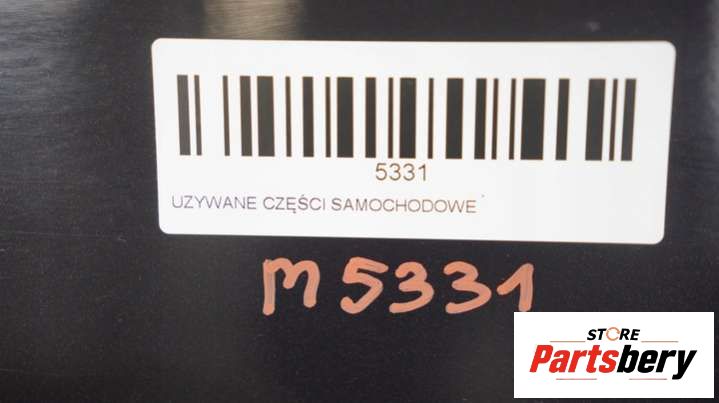 5331
UZYWANE CZĘŚCI SAMOCHODOWE
M5331
STORE
Partsbery